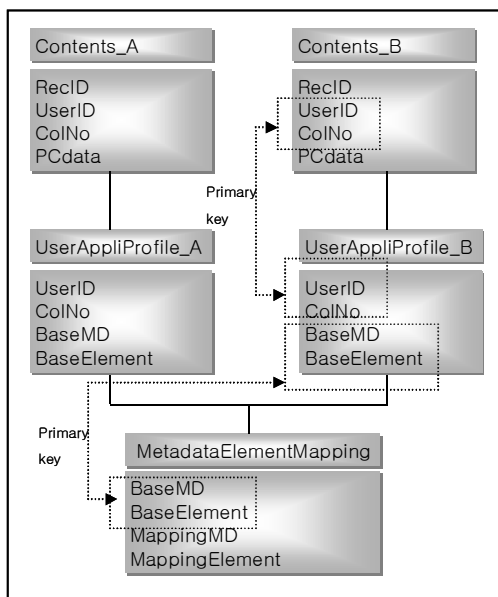 Contents_A
RecID
UserID
ColNo
PCdata
Contents_B
RecID
UserID
ColNo
PCdata
Primary
key
UserAppliProfile_A
UserID
ColNo
BaseMD
BaseElement
UserAppliProfile_B
UserID
ColNo
BaseMD
BaseElement
Primary
key
MetadataElementMapping
BaseMD
BaseElement
MappingMD
MappingElement